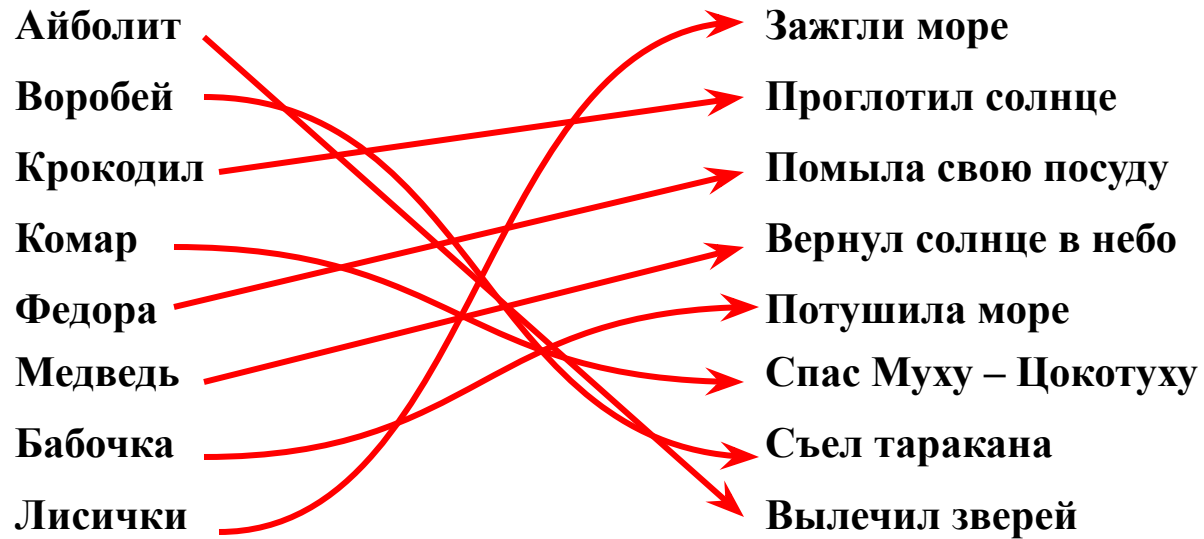 Айболит
Воробей
Крокодил
Комар
Федора
Медведь
Бабочка
Лисички
Зажгли море
Проглотил солнце
Помыла свою посуду
Вернул солнце в небо
Потушила море
Спас Муху – Цокотуху
Съел таракана
Вылечил зверей